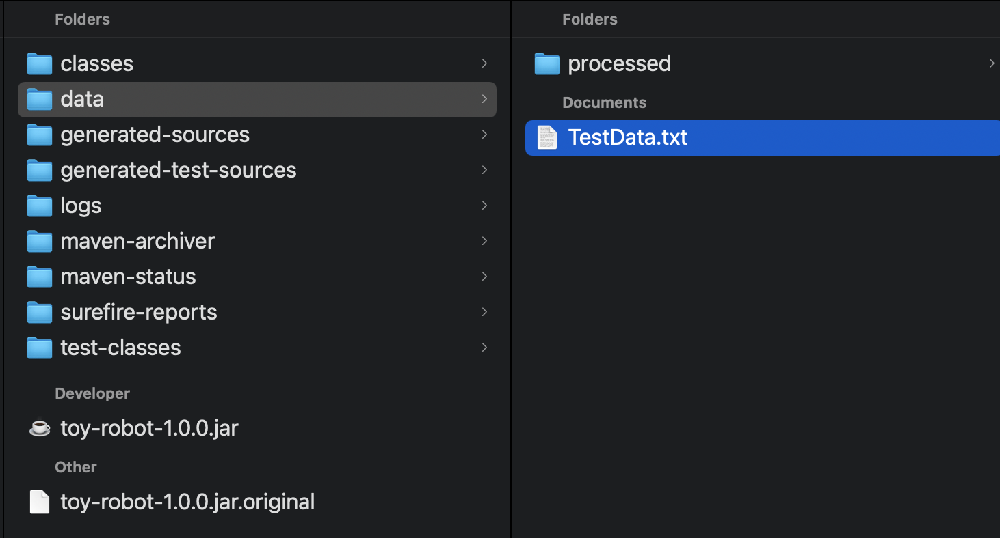 Folders
classes
data
generated-sources
generated-test-sources
logs
maven-archiver
maven-status
surefire-reports
test-classes
Developer
toy-robot-1.0.0.jar
Other
toy-robot-1.0.0.jar.original
Folders
processed
Documents
TestData.txt